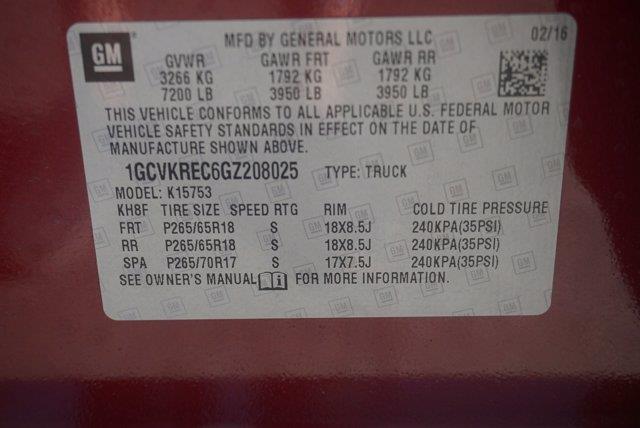 GM
MFD BY GENERAL MOTORS LLC 02/16
GVWR GAWR FRT GAWR RR
3266 KG 1792 KG 1792 KG
7200 LB 3950 LB 3950 LB
THIS VEHICLE CONFORMS TO ALL APPLICABLE U.S. FEDERAL MOTOR
VEHICLE SAFETY STANDARDS IN EFFECT ON THE DATE OF
MANUFACTURE SHOWN ABOVE.
1GCVKREC6GZ208025 TYPE: TRUCK
MODEL: K15753
KH8F TIRE SIZE SPEED RTG RIM COLD TIRE PRESSURE
FRT P265/65R18 S 18X8.5J 240KPA(35PSI)
RR P265/65R18 S 18X8.5J 240KPA(35PSI)
SPA P265/70R17 S 17X7.5J 240KPA(35PSI)
SEE OWNER'S MANUAL FOR MORE INFORMATION.